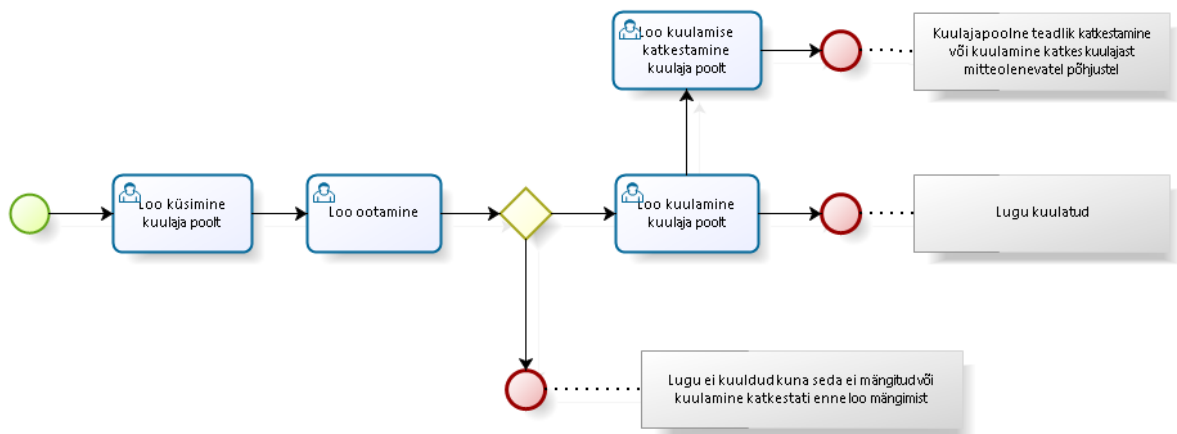 Loo kuulamise
katkestamine
kuulaja poolt
Kuulajapoolne teadlik katkestamine
või kuulamine katkes kuulajast
mitteolenevatel põhjustel
Loo küsimine
kuulaja poolt
Loo ootamine
Loo kuulamine
kuulaja poolt
Lugu kuulatud
Lugu ei kuuldud kuna seda ei mängitud või
kuulamine katkestati enne loo mängimist